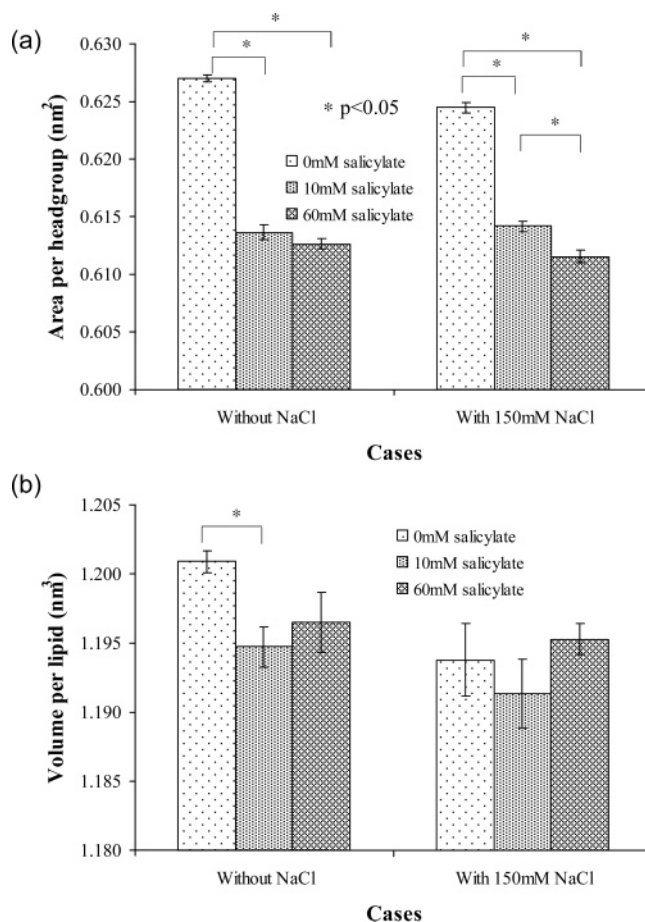 (a)
Area per headgroup (nm²)
0.630
0.625
0.620
0.615
0.610
0.605
0.600
*
*
*
*
*
* p<0.05
0mM salicylate
10mM salicylate
60mM salicylate
Without NaCl
With 150mM NaCl
Cases
(b)
Volume per lipid (nm³)
1.205
1.200
1.195
1.190
1.185
1.180
*
0mM salicylate
10mM salicylate
60mM salicylate
Without NaCl
With 150mM NaCl
Cases